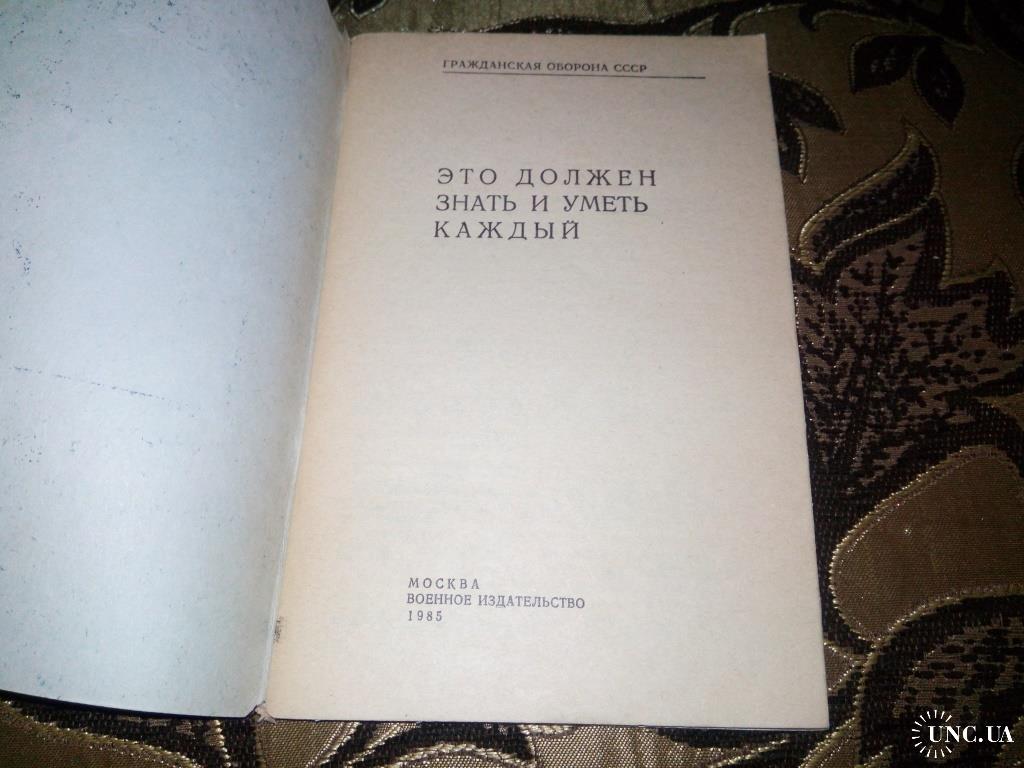 ГРАЖДАНСКАЯ ОБОРОНА СССР
ЭТО ДОЛЖЕН
ЗНАТЬ И УМЕТЬ
КАЖДЫЙ
МОСКВА
ВОЕННОЕ ИЗДАТЕЛЬСТВО
1985
UNC.UA